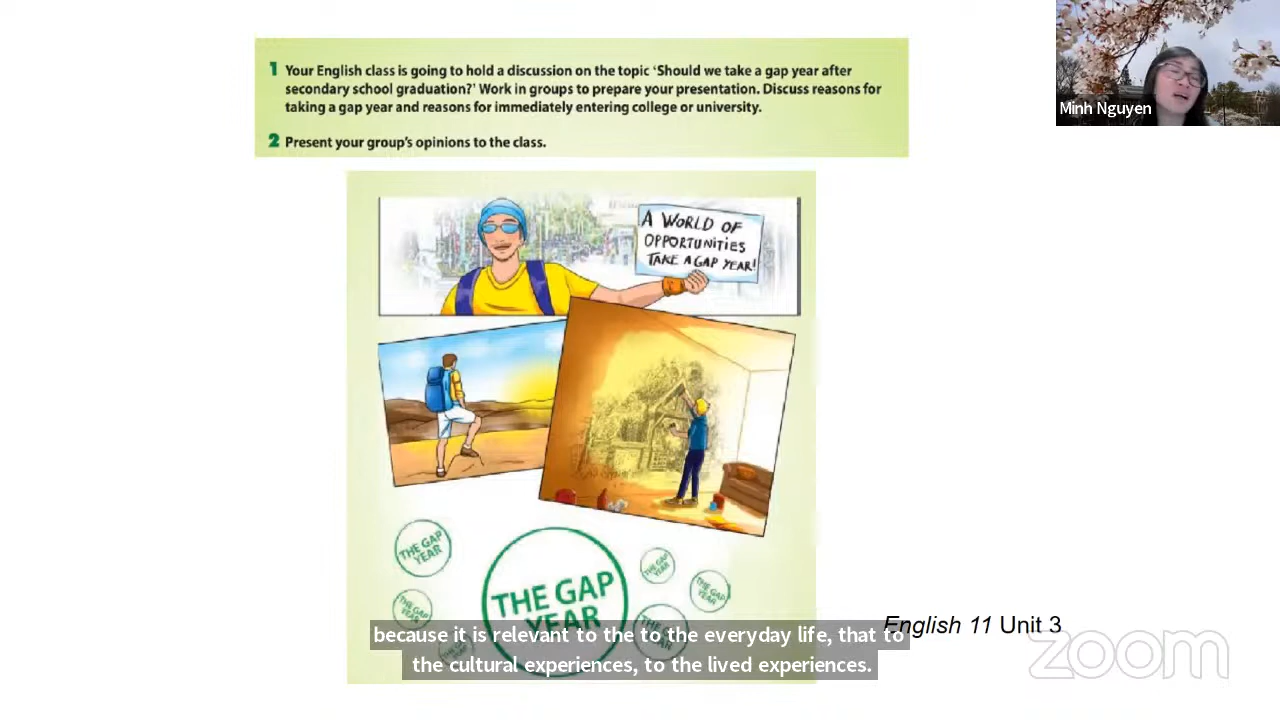 1 Your English class is going to hold a discussion on the topic ‘Should we take a gap year after
secondary school graduation?’ Work in groups to prepare your presentation. Discuss reasons for
taking a gap year and reasons for immediately entering college or university.
2 Present your group's opinions to the class.
Minh Nguyen
A WORLD OF
OPPORTUNITIES
TAKE A GAP YEAR!
THE GAP
YEAR
THE GAP
YEAR
THE GAP
YEAR
THE GAP
YEAR
THE GAP
YEAR
English 11 Unit 3
because it is relevant to the to the everyday life, that to
the cultural experiences, to the lived experiences.
zoom